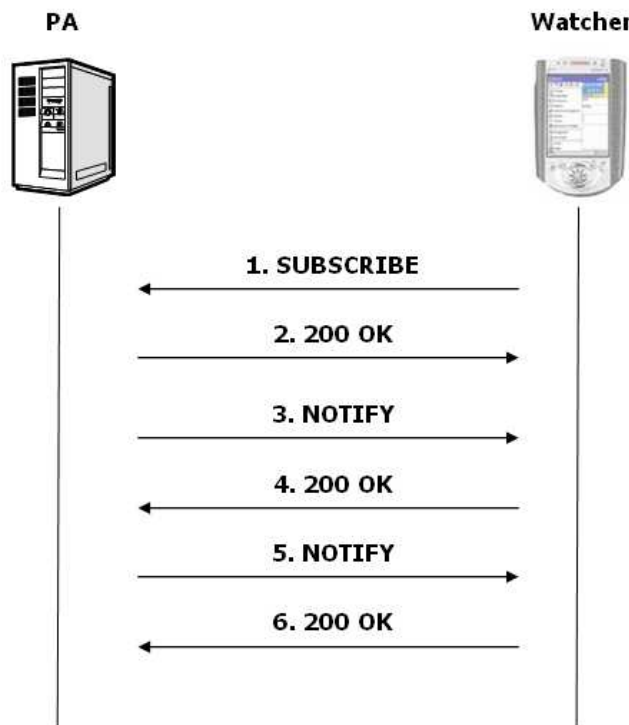 PA
Watcher
1. SUBSCRIBE
2. 200 OK
3. NOTIFY
4. 200 OK
5. NOTIFY
6. 200 OK